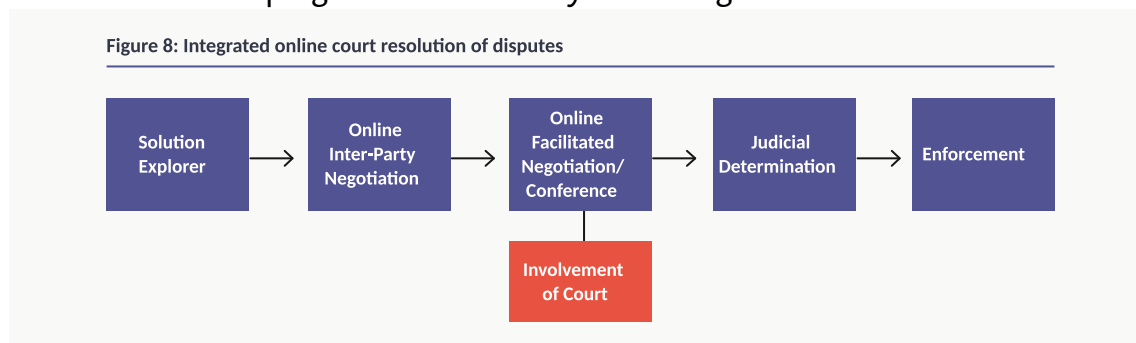 Figure 8: Integrated online court resolution of disputes
Solution
Explorer
Online
Inter-Party
Negotiation
Online
Facilitated
Negotiation/
Conference
Judicial
Determination
Enforcement
Involvement
of Court